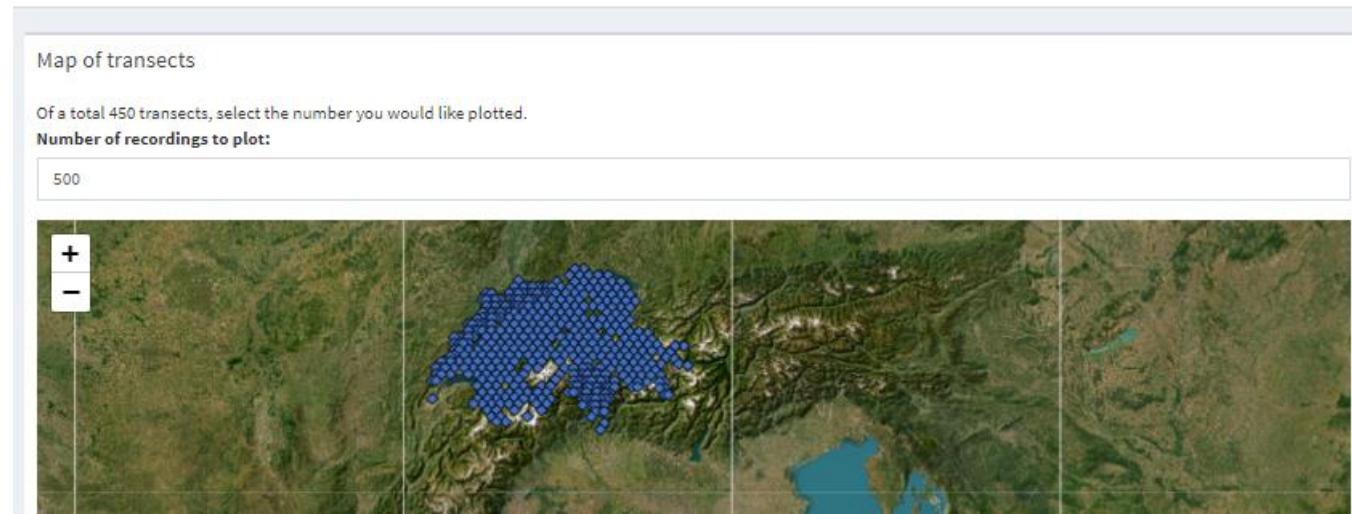 Map of transects
Of a total 450 transects, select the number you would like plotted.
Number of recordings to plot:
500
+
−